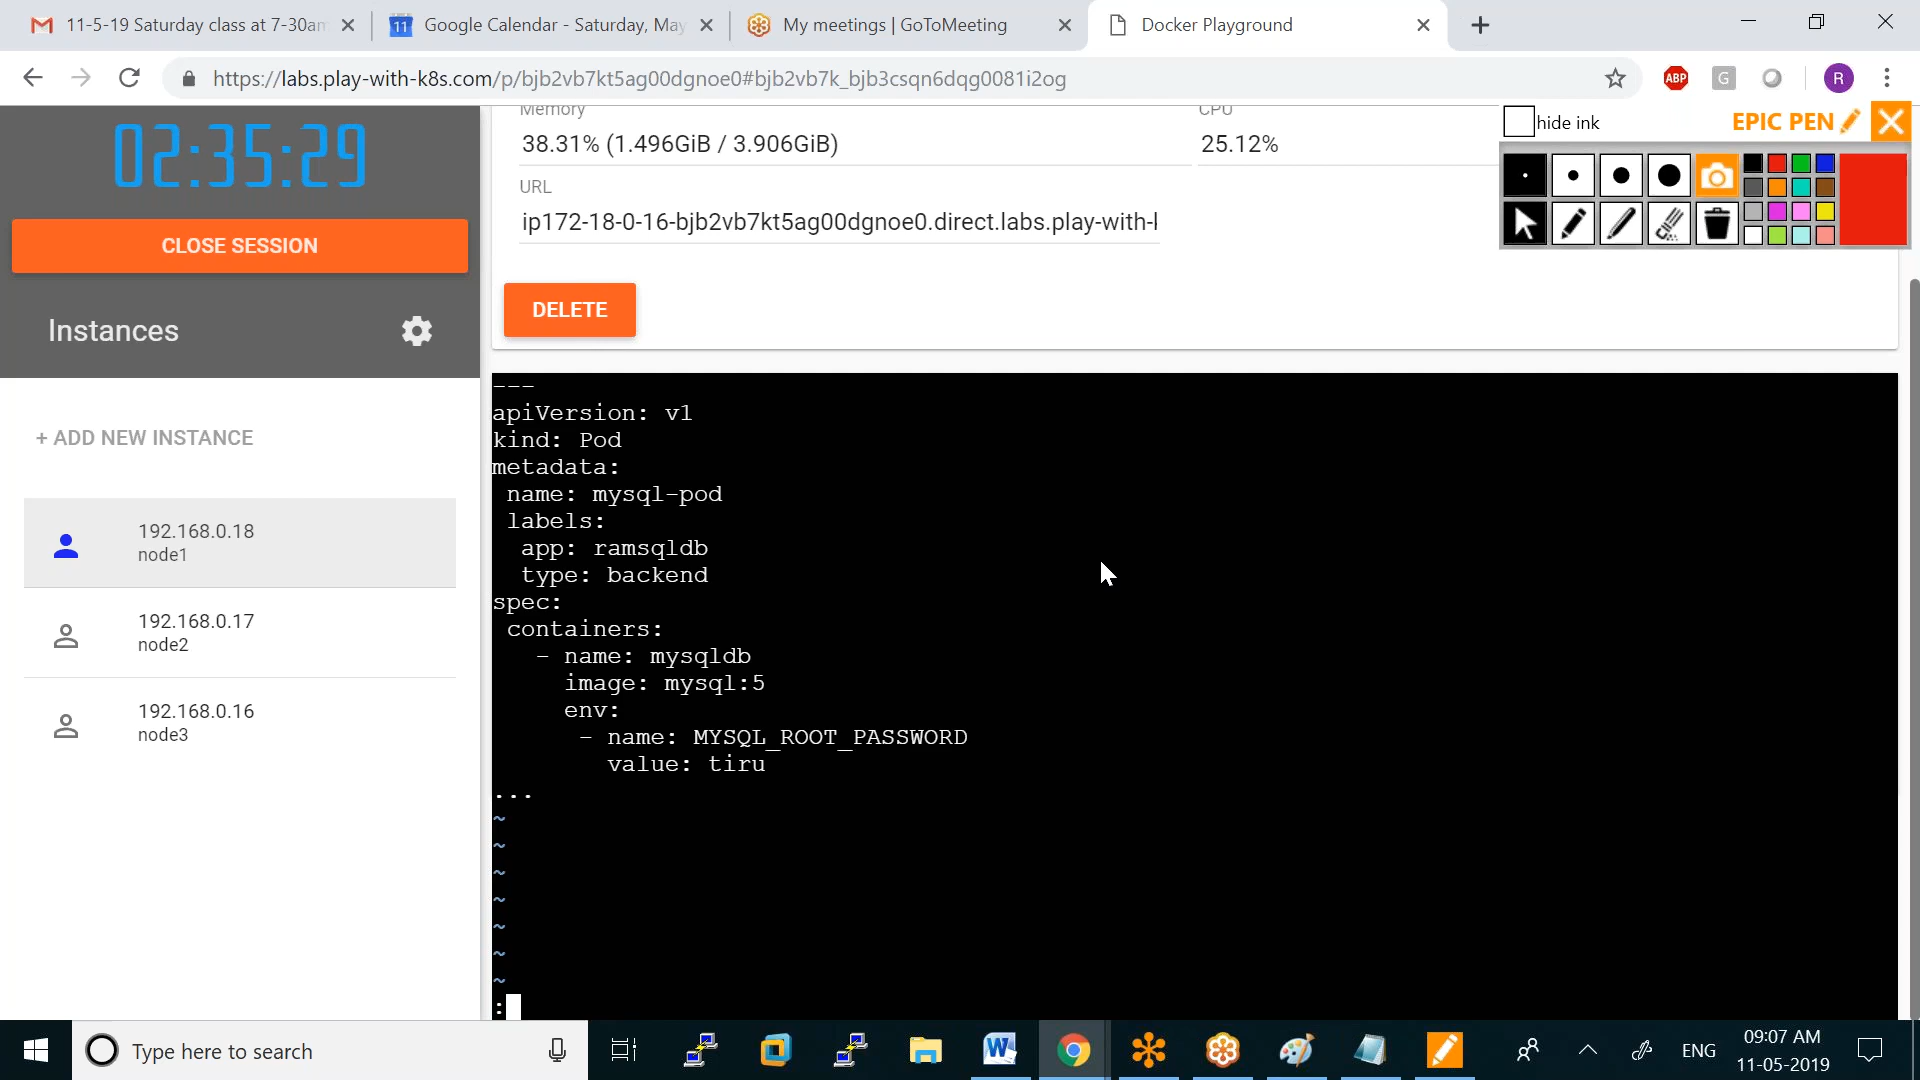 11-5-19 Saturday class at 7-30am
Google Calendar - Saturday, May
My meetings | GoToMeeting
Docker Playground
https://labs.play-with-k8s.com/p/bjb2vb7kt5ag00dgnoe0#bjb2vb7k_bjb3csqn6dqg0081i2og
ABP
G
R
02:35:29
CLOSE SESSION
Instances
+ ADD NEW INSTANCE
192.168.0.18
node1
192.168.0.17
node2
192.168.0.16
node3
Memory
38.31% (1.496GiB / 3.906GiB)
CPU
25.12%
URL
ip172-18-0-16-bjb2vb7kt5ag00dgnoe0.direct.labs.play-with-
DELETE
hide ink
EPIC PEN
---
apiVersion: v1
kind: Pod
metadata:
 name: mysql-pod
 labels:
  app: ramsqldb
  type: backend
spec:
 containers:
   - name: mysqldb
     image: mysql:5
     env:
      - name: MYSQL_ROOT_PASSWORD
        value: tiru
...
~
~
~
~
~
~
~
:
Type here to search
ENG
09:07 AM
11-05-2019